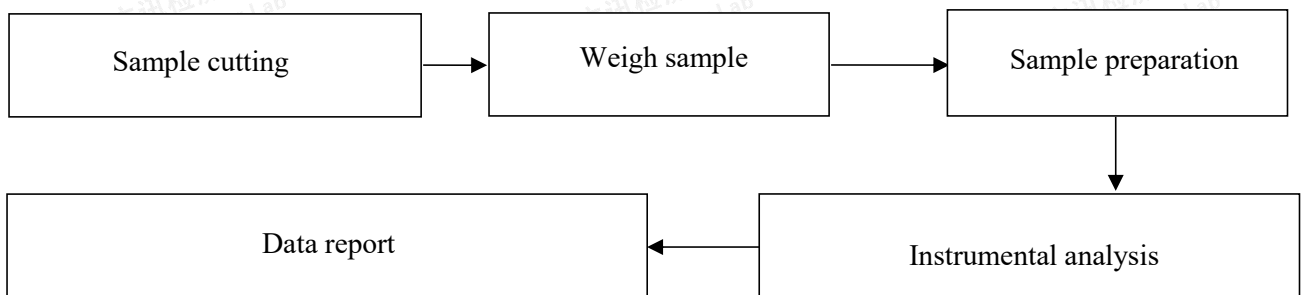 Sample cutting
Weigh sample
Sample preparation
Instrumental analysis
Data report